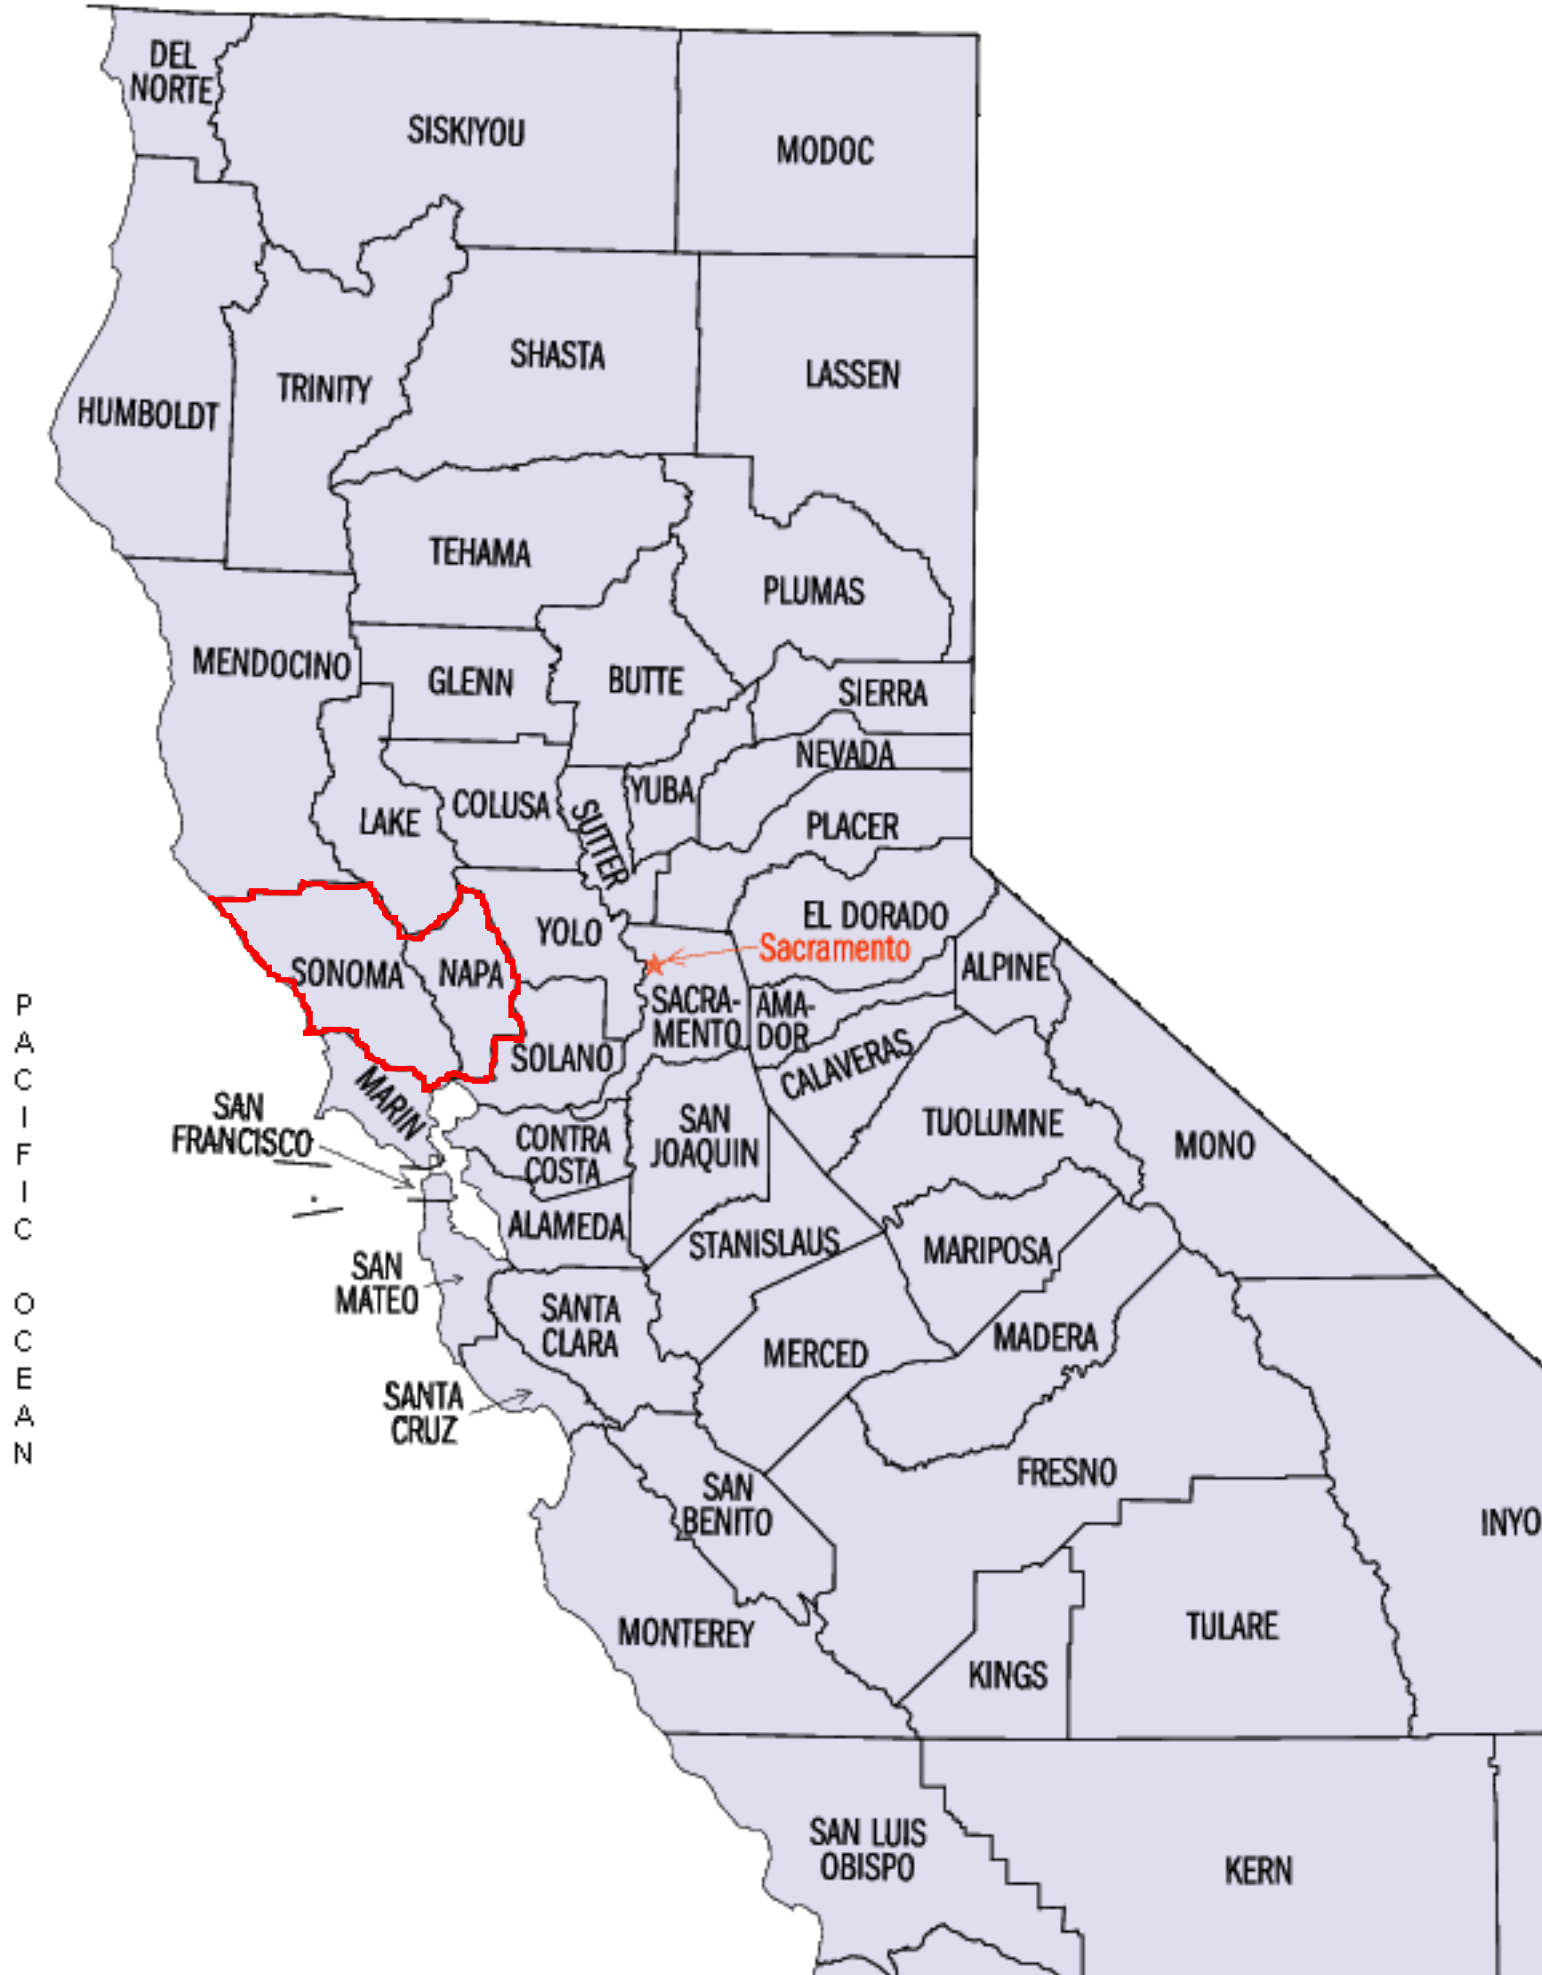 DEL
NORTE
SISKIYOU
MODOC
HUMBOLDT
TRINITY
SHASTA
LASSEN
TEHAMA
PLUMAS
MENDOCINO
GLENN
BUTTE
SIERRA
NEVADA
LAKE
COLUSA
SUTTER
YUBA
PLACER
SONOMA
NAPA
YOLO
EL DORADO
Sacramento
ALPINE
SACRA-
MENTO
AMA-
DOR
SOLANO
CALAVERAS
MARIN
SAN
FRANCISCO
CONTRA
COSTA
SAN
JOAQUIN
TUOLUMNE
MONO
ALAMEDA
STANISLAUS
MARIPOSA
SAN
MATEO
SANTA
CLARA
MERCED
MADERA
SANTA
CRUZ
SAN
BENITO
FRESNO
INYO
MONTEREY
KINGS
TULARE
SAN LUIS
OBISPO
KERN
PACIFIC OCEAN